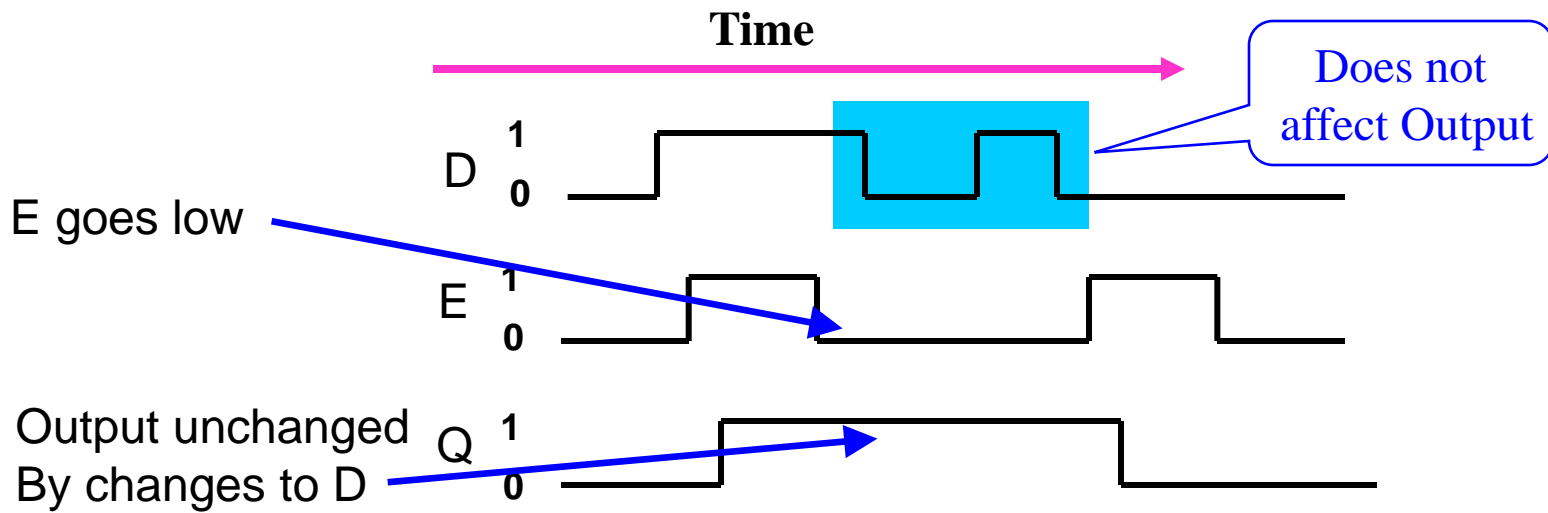 Time
Does not
affect Output
D
1
0
E goes low
E
1
0
Output unchanged
By changes to D
Q
1
0